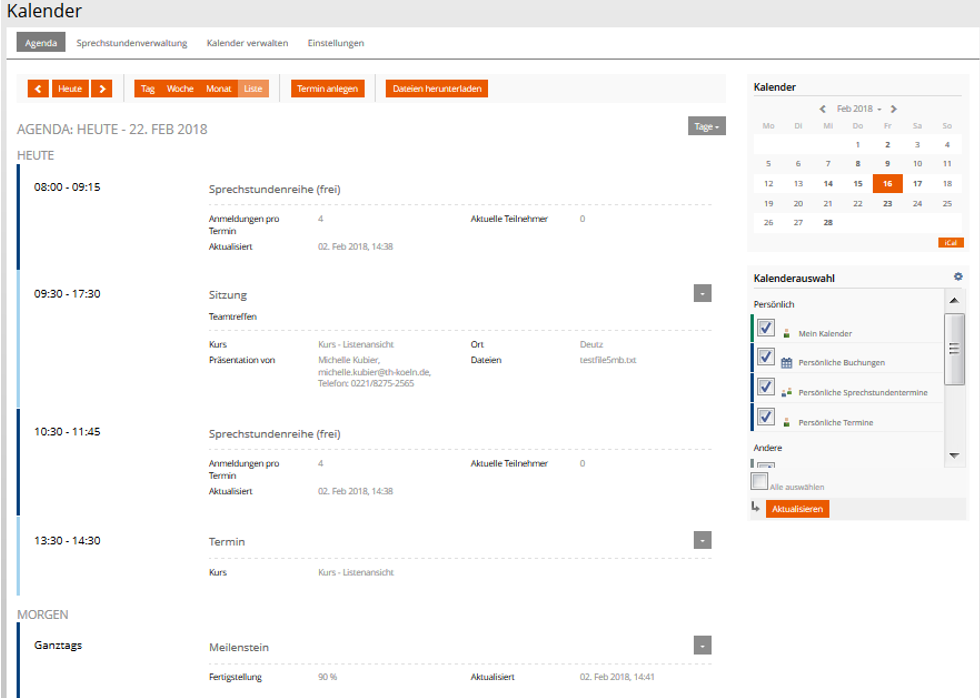 Kalender
Agenda Sprechstundenverwaltung Kalender verwalten Einstellungen
Heute Tag Woche Monat Liste Termin anlegen Dateien herunterladen
AGENDA: HEUTE - 22. FEB 2018 Tage
HEUTE
08:00 - 09:15 Sprechstundenreihe (frei)
Anmeldungen pro Termin 4 Aktuelle Teilnehmer 0
Aktualisiert 02. Feb 2018, 14:38
09:30 - 17:30 Sitzung
Teamtreffen
Kurs Kurs - Listenansicht Ort Deutz
Präsentation von Michelle Kubier, Dateien testfile5mb.txt
michelle.kubier@th-koeln.de,
Telefon: 0221/8275-2565
10:30 - 11:45 Sprechstundenreihe (frei)
Anmeldungen pro Termin 4 Aktuelle Teilnehmer 0
Aktualisiert 02. Feb 2018, 14:38
13:30 - 14:30 Termin
Kurs Kurs - Listenansicht
MORGEN
Ganztags Meilenstein
Fertigstellung 90 % Aktualisiert 02. Feb 2018, 14:41
Kalender
Feb 2018
Mo Di Mi Do Fr Sa So
1 2 3 4
5 6 7 8 9 10 11
12 13 14 15 16 17 18
19 20 21 22 23 24 25
26 27 28
iCal
Kalenderauswahl
Persönlich
Mein Kalender
Persönliche Buchungen
Persönliche Sprechstundentermine
Persönliche Termine
Andere
Alle auswählen
Aktualisieren